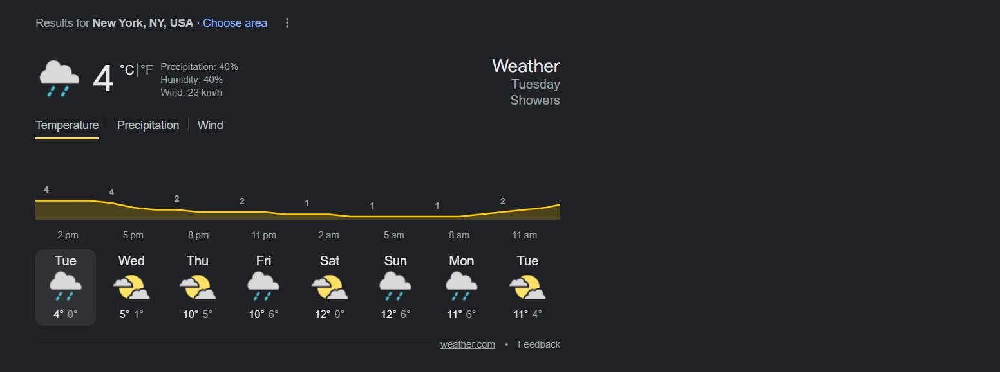 Results for New York, NY, USA · Choose area
4 °C | °F
Precipitation: 40%
Humidity: 40%
Wind: 23 km/h
Weather
Tuesday
Showers
Temperature Precipitation Wind
4 4 2 2 1 1 1 2
2 pm 5 pm 8 pm 11 pm 2 am 5 am 8 am 11 am
Tue Wed Thu Fri Sat Sun Mon Tue
4° 0° 5° 1° 10° 5° 10° 6° 12° 9° 12° 6° 11° 6° 11° 4°
weather.com • Feedback